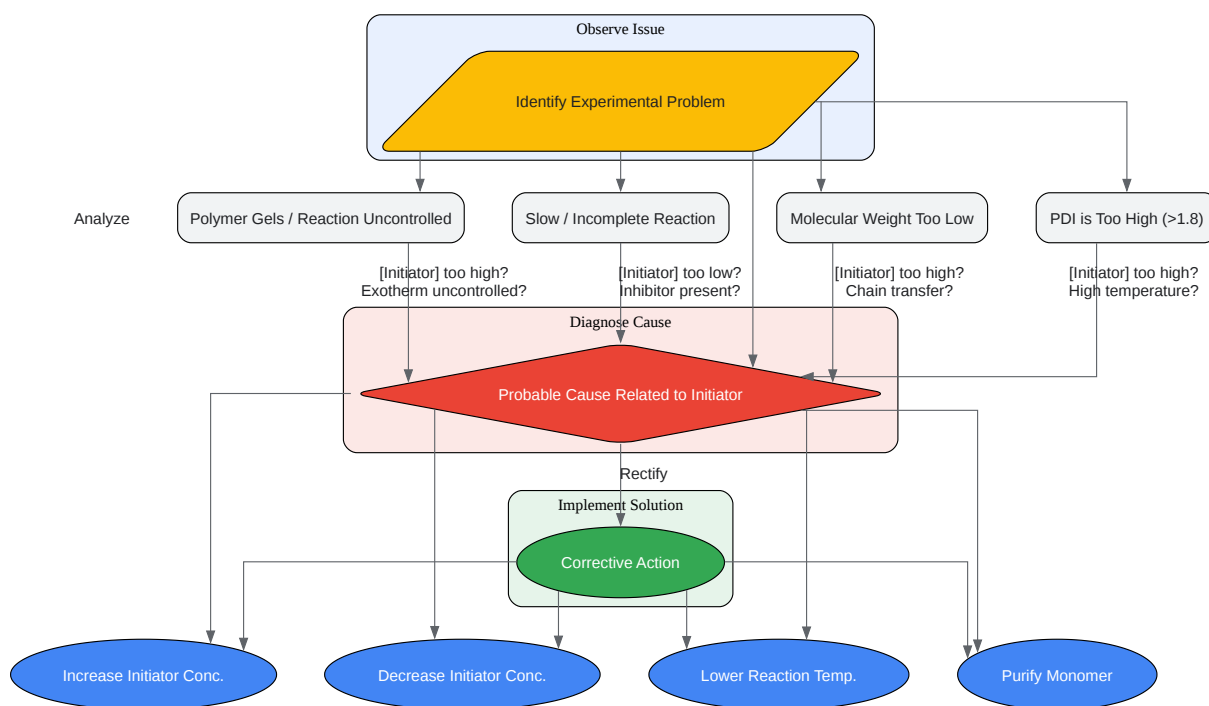 Observe Issue
Identify Experimental Problem
Analyze
Polymer Gels / Reaction Uncontrolled
Slow / Incomplete Reaction
Molecular Weight Too Low
PDI is Too High (>1.8)
[Initiator] too high?
Exotherm uncontrolled?
[Initiator] too low?
Inhibitor present?
[Initiator] too high?
Chain transfer?
[Initiator] too high?
High temperature?
Diagnose Cause
Probable Cause Related to Initiator
Rectify
Implement Solution
Corrective Action
Increase Initiator Conc.
Decrease Initiator Conc.
Lower Reaction Temp.
Purify Monomer